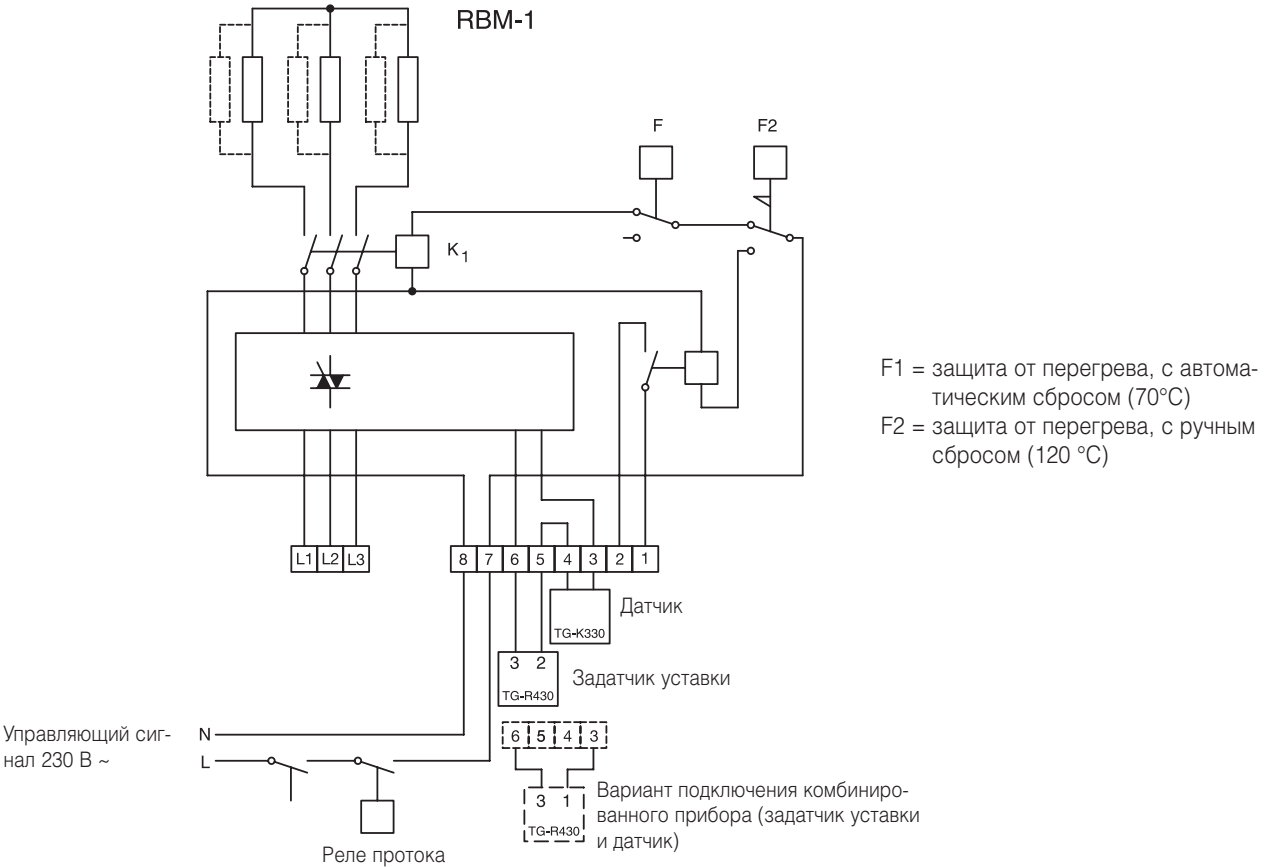 RBM-1
F
F2
K1
F1 = защита от перегрева, с автома-
тическим сбросом (70°C)
F2 = защита от перегрева, с ручным
сбросом (120 °C)
L1 L2 L3
8 7 6 5 4 3 2 1
Датчик
TG-K330
3 2
TG-R430
Задатчик уставки
Управляющий сиг-
нал 230 В ~
N
L
6 5 4 3
3 1
TG-R430
Вариант подключения комбиниро-
ванного прибора (задатчик уставки
и датчик)
Реле протока